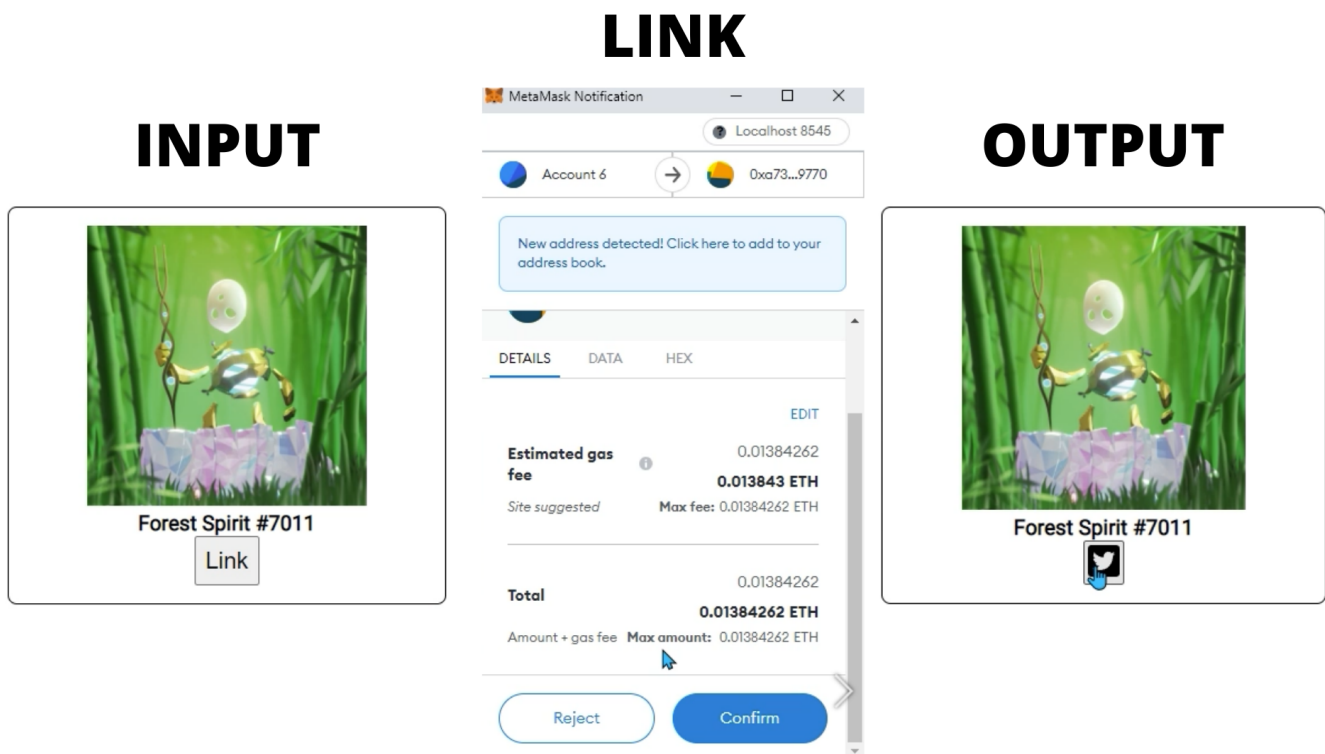 LINK
INPUT
Forest Spirit #7011
Link
MetaMask Notification
Localhost 8545
Account 6
0xa73...9770
New address detected! Click here to add to your
address book.
DETAILS DATA HEX
EDIT
Estimated gas
fee
0.01384262
0.013843 ETH
Site suggested
Max fee: 0.01384262 ETH
Total
0.01384262
0.01384262 ETH
Amount + gas fee Max amount: 0.01384262 ETH
Reject
Confirm
OUTPUT
Forest Spirit #7011